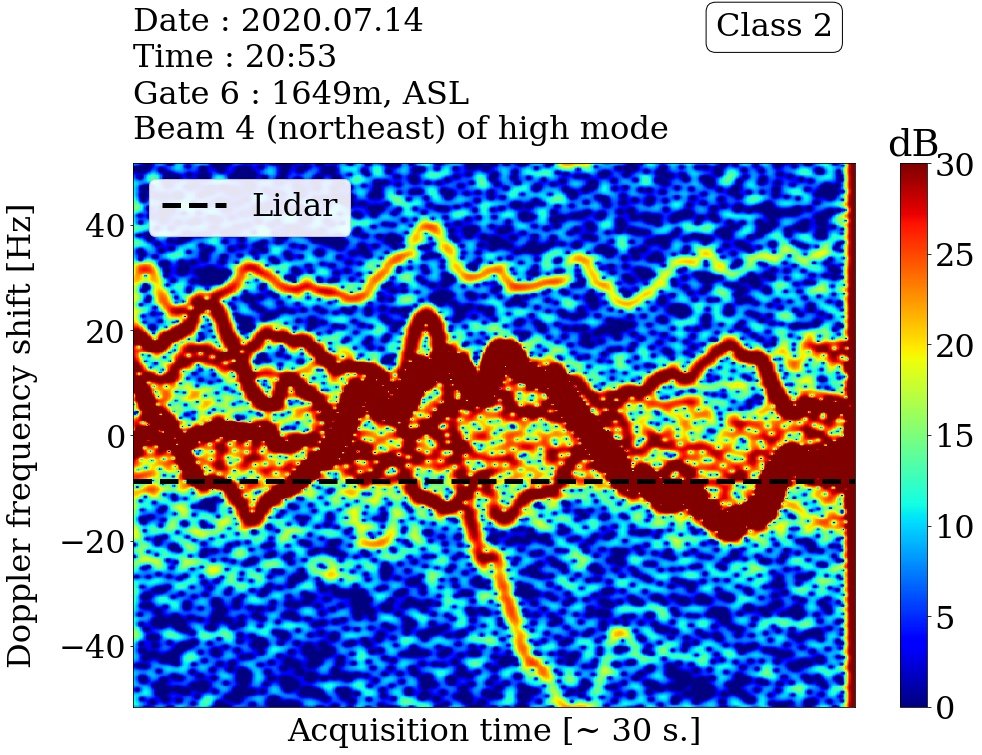 Date : 2020.07.14
Time : 20:53
Gate 6 : 1649m, ASL
Beam 4 (northeast) of high mode
Class 2
dB
Lidar
Doppler frequency shift [Hz]
40
20
0
−20
−40
30
25
20
15
10
5
0
Acquisition time [~ 30 s.]